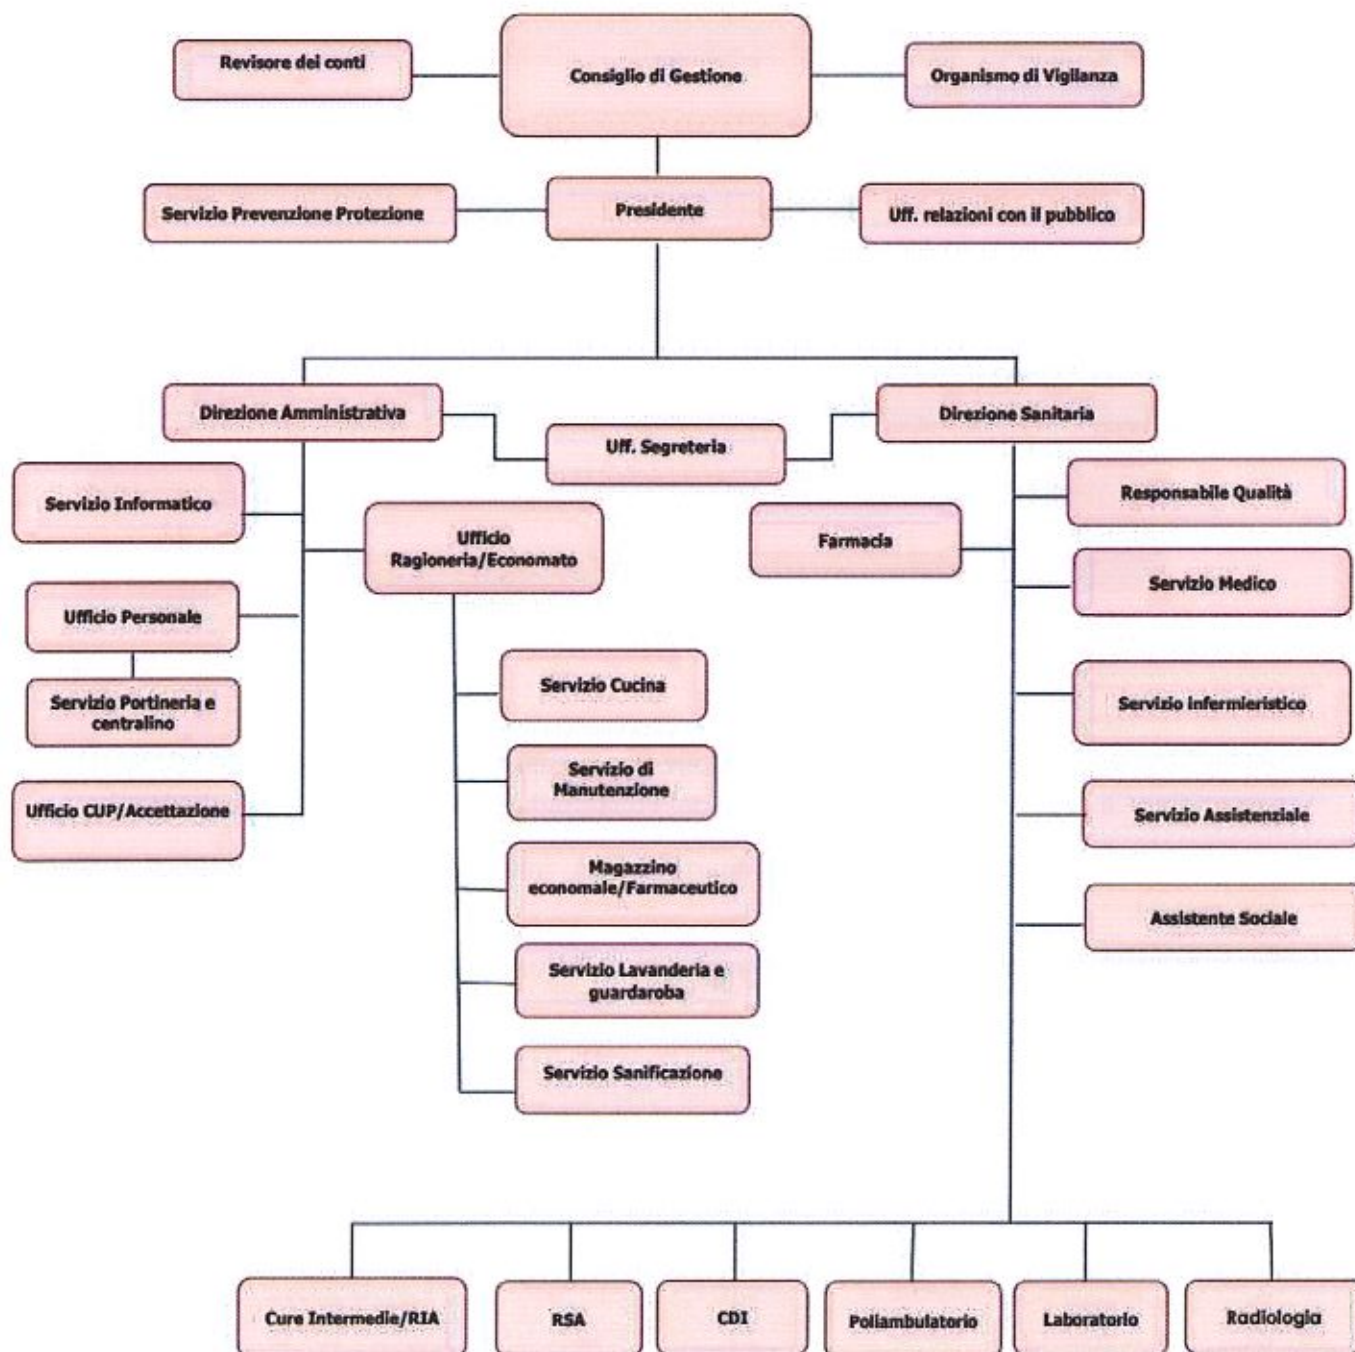 Revisore dei conti
Consiglio di Gestione
Organismo di Vigilanza
Servizio Prevenzione Protezione
Presidente
Uff. relazioni con il pubblico
Direzione Amministrativa
Direzione Sanitaria
Uff. Segreteria
Servizio Informatico
Responsabile Qualità
Ufficio
Ragioneria/Economato
Farmacia
Servizio Medico
Ufficio Personale
Servizio Portineria e
centralino
Servizio Cucina
Servizio infermieristico
Servizio di
Manutenzione
Ufficio CUP/Accettazione
Servizio Assistenziale
Magazzino
economale/Farmaceutico
Assistente Sociale
Servizio Lavanderia e
guardaroba
Servizio Sanificazione
Cure Intermedie/RIA
RSA
CDI
Poliambulatorio
Laboratorio
Radiologia